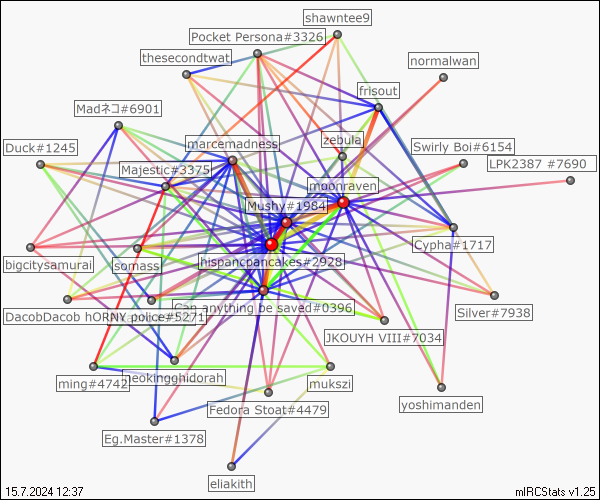 shawntee9
Pocket Persona#3326
thesecondtwat
normalwan
frisout
Madネコ#6901
marcemadness
zebula
Duck#1245
Swirly Boi#6154
Majestic#3375
LPK2387 #7690
moonraven
Mushy#1984
Cypha#1717
bigcitysamurai
somass
hispancpancakes#2928
Can anything be saved#0396
Silver#7938
DacobDacob hORNY police#5271
JKOUYH VIII#7034
ming#4742
neokingghidorah
mukszi
Fedora Stoat#4479
yoshimanden
Eg.Master#1378
eliakith
15.7.2024 12:37
mIRCStats v1.25